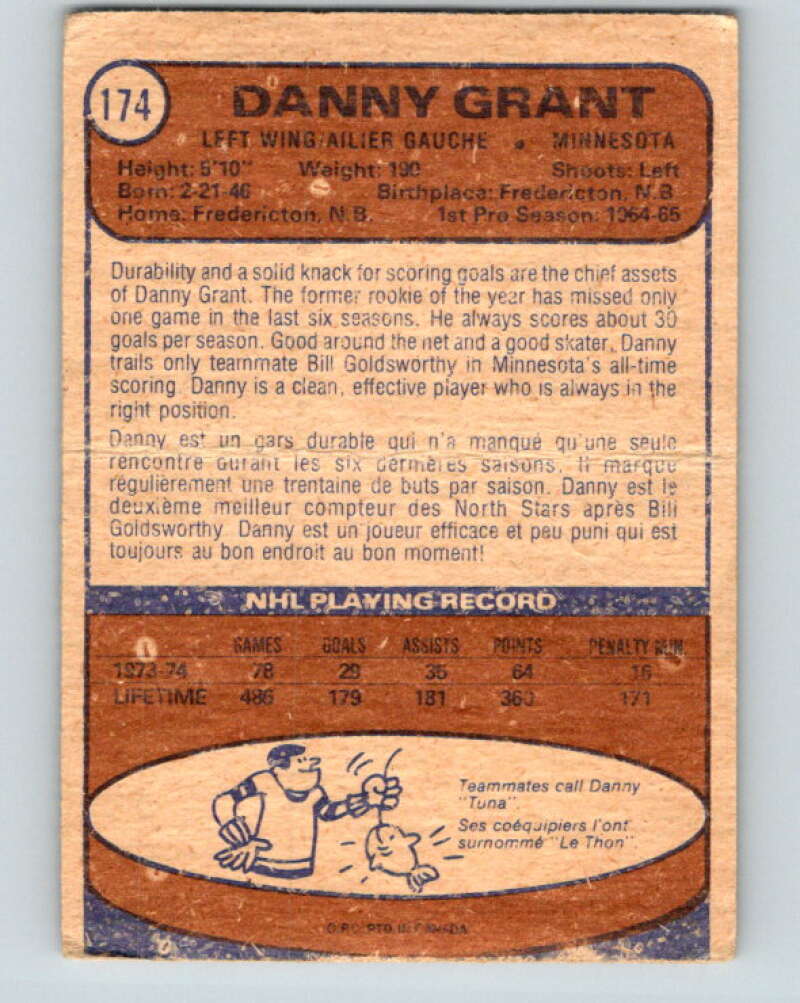 174
DANNY GRANT
LEFT WING/AILIER GAUCHE • MINNESOTA
Height: 5'10" Weight: 190 Shoots: Left
Born: 2-21-46 Birthplace: Fredericton, N.B.
Home: Fredericton, N.B. 1st Pro Season: 1964-65
Durability and a solid knack for scoring goals are the chief assets
of Danny Grant. The former rookie of the year has missed only
one game in the last six seasons. He always scores about 30
goals per season. Good around the net and a good skater, Danny
trails only teammate Bill Goldsworthy in Minnesota's all-time
scoring. Danny is a clean, effective player who is always in the
right position.
Danny est un gars durable qui n'a manqué qu'une seule
rencontre durant les six dernières saisons. Il marque
régulièrement une trentaine de buts par saison. Danny est le
deuxième meilleur compteur des North Stars après Bill
Goldsworthy. Danny est un joueur efficace et peu puni qui est
toujours au bon endroit au bon moment!
NHL PLAYING RECORD
GAMES GOALS ASSISTS POINTS PENALTY MIN.
1973-74 78 29 35 64 16
LIFETIME 486 179 181 360 171
Teammates call Danny
"Tuna".
Ses coéquipiers l'ont
surnommé "Le Thon"
PTD IN CANADA